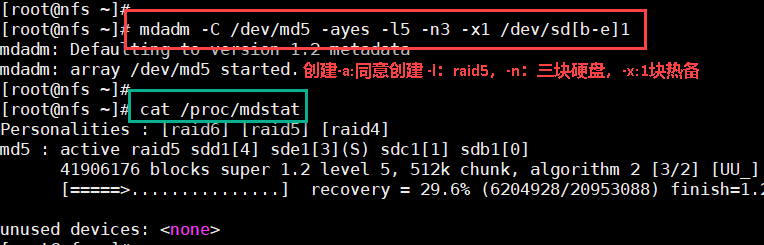 [root@nfs ~]#
[root@nfs ~]# mdadm -C /dev/md5 -ayes -l5 -n3 -x1 /dev/sd[b-e]1
mdadm: Defaulting to version 1.2 metadata
mdadm: array /dev/md5 started. 创建-a:同意创建 -l：raid5，-n：三块硬盘，-x:1块热备
[root@nfs ~]#
[root@nfs ~]# cat /proc/mdstat
Personalities : [raid6] [raid5] [raid4]
md5 : active raid5 sdd1[4] sde1[3](S) sdc1[1] sdb1[0]
41906176 blocks super 1.2 level 5, 512k chunk, algorithm 2 [3/2] [UU_]
[=====>...............] recovery = 29.6% (6204928/20953088) finish=1.2
unused devices: <none>